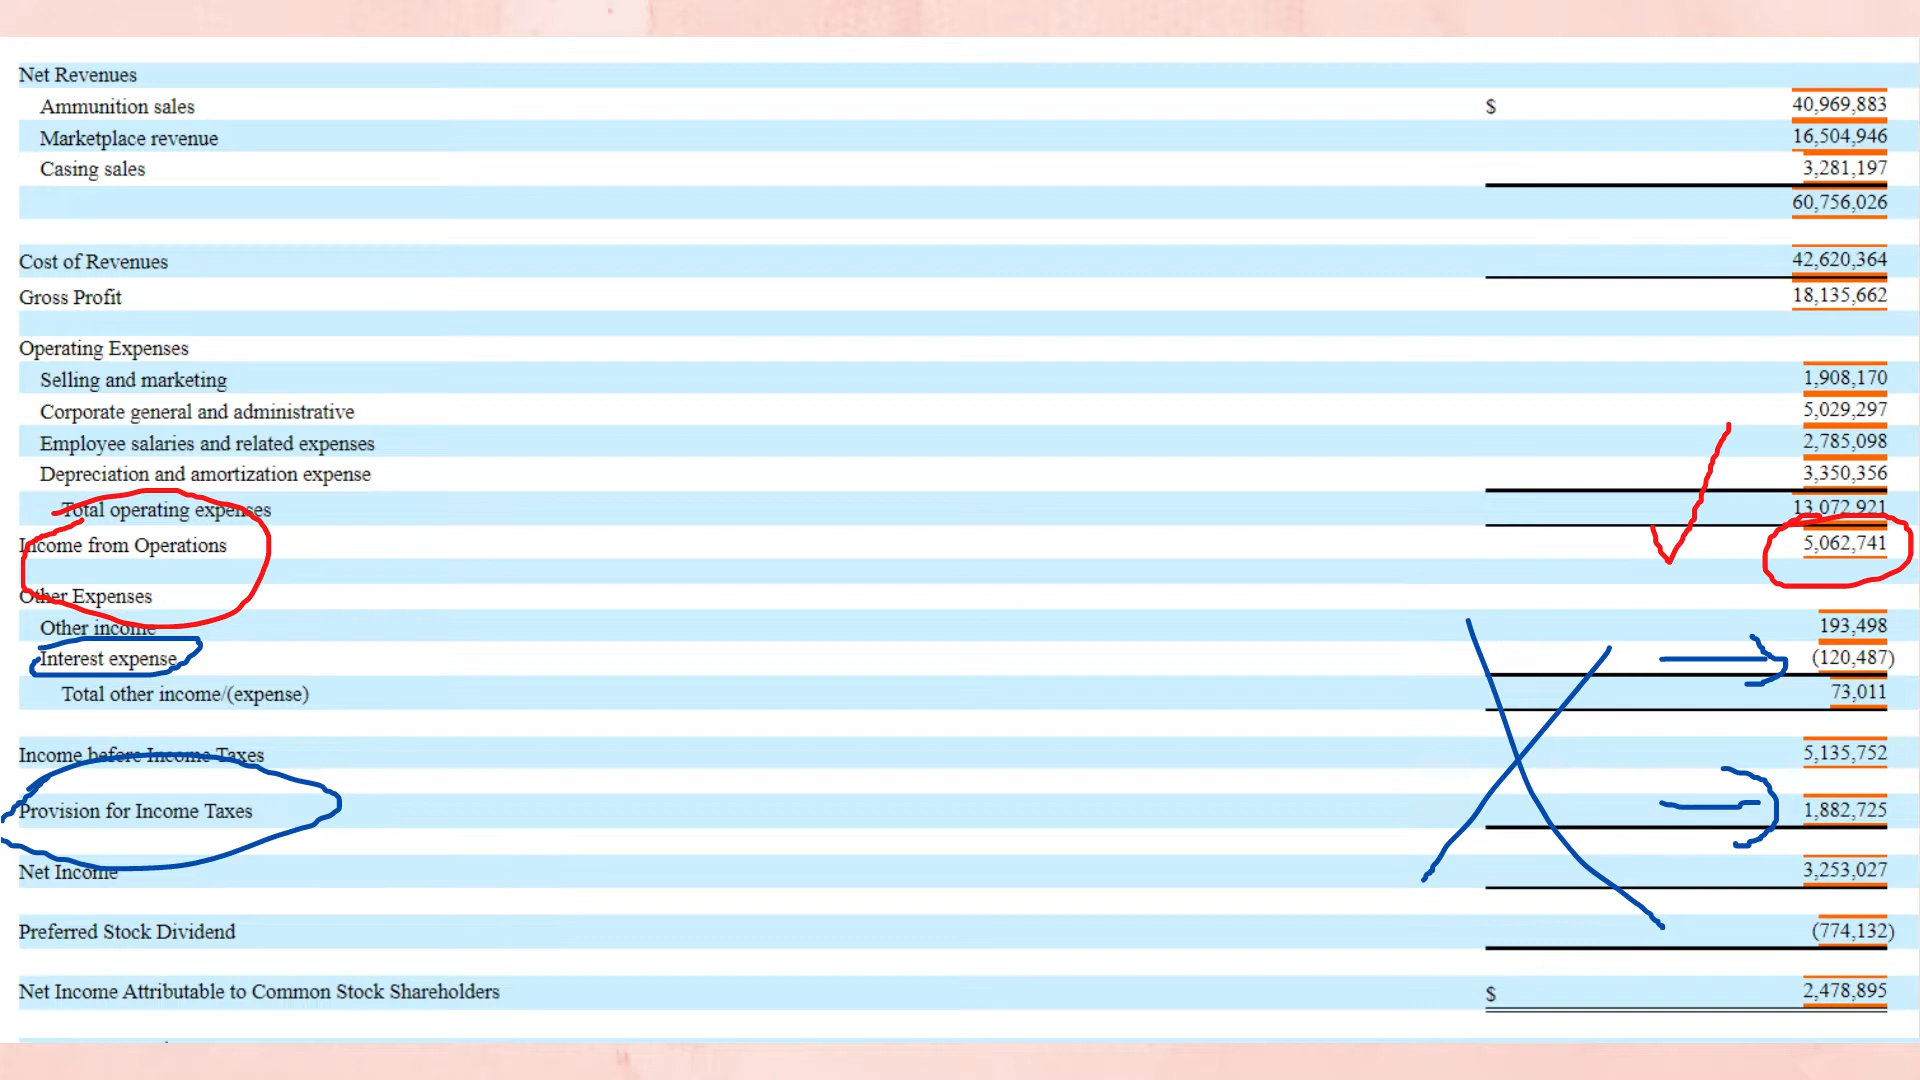 Net Revenues
Ammunition sales $ 40,969,883
Marketplace revenue 16,504,946
Casing sales 3,281,197
60,756,026
Cost of Revenues 42,620,364
Gross Profit 18,135,662
Operating Expenses
Selling and marketing 1,908,170
Corporate general and administrative 5,029,297
Employee salaries and related expenses 2,785,098
Depreciation and amortization expense 3,350,356
Total operating expenses 13,072,921
Income from Operations 5,062,741
Other Expenses
Other income 193,498
Interest expense (120,487)
Total other income/(expense) 73,011
Income before Income Taxes 5,135,752
Provision for Income Taxes 1,882,725
Net Income 3,253,027
Preferred Stock Dividend (774,132)
Net Income Attributable to Common Stock Shareholders $ 2,478,895